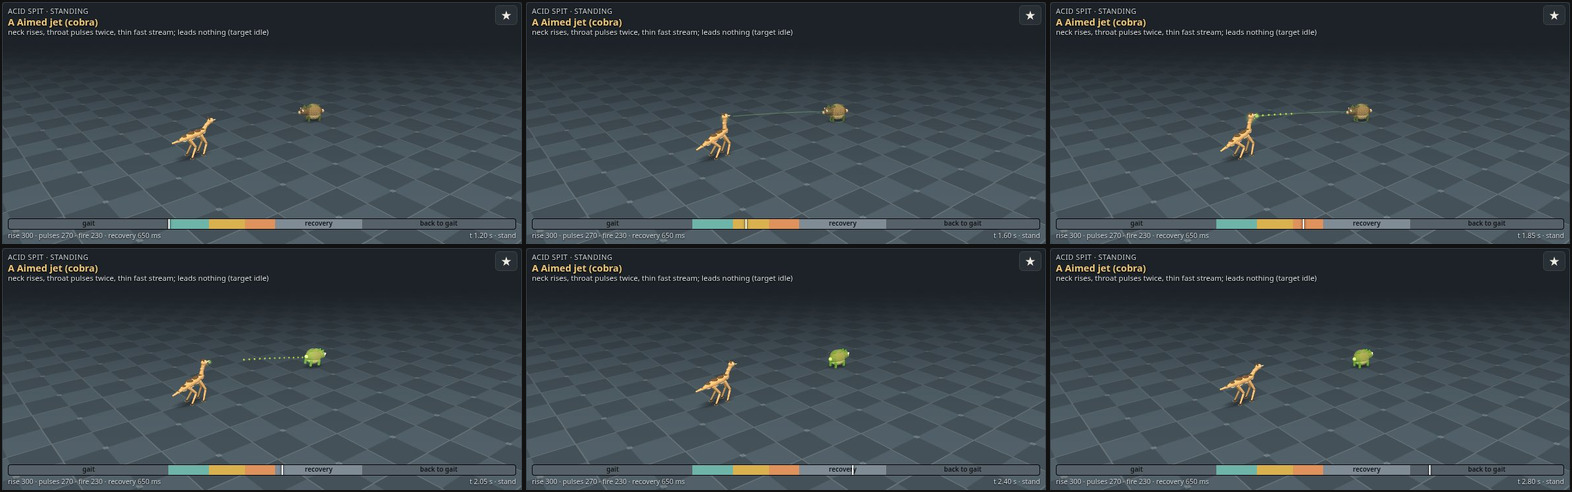 ACID SPIT - STANDING
A Aimed jet (cobra)
neck rises, throat pulses twice, thin fast stream; leads nothing (target idle)
gait recovery back to gait
rise 300 - pulses 270 - fire 230 - recovery 650 ms t 1.20 s - stand
ACID SPIT - STANDING
A Aimed jet (cobra)
neck rises, throat pulses twice, thin fast stream; leads nothing (target idle)
gait recovery back to gait
rise 300 - pulses 270 - fire 230 - recovery 650 ms t 1.60 s - stand
ACID SPIT - STANDING
A Aimed jet (cobra)
neck rises, throat pulses twice, thin fast stream; leads nothing (target idle)
gait recovery back to gait
rise 300 - pulses 270 - fire 230 - recovery 650 ms t 1.85 s - stand
ACID SPIT - STANDING
A Aimed jet (cobra)
neck rises, throat pulses twice, thin fast stream; leads nothing (target idle)
gait recovery back to gait
rise 300 - pulses 270 - fire 230 - recovery 650 ms t 2.05 s - stand
ACID SPIT - STANDING
A Aimed jet (cobra)
neck rises, throat pulses twice, thin fast stream; leads nothing (target idle)
gait recovery back to gait
rise 300 - pulses 270 - fire 230 - recovery 650 ms t 2.40 s - stand
ACID SPIT - STANDING
A Aimed jet (cobra)
neck rises, throat pulses twice, thin fast stream; leads nothing (target idle)
gait recovery back to gait
rise 300 - pulses 270 - fire 230 - recovery 650 ms t 2.80 s - stand